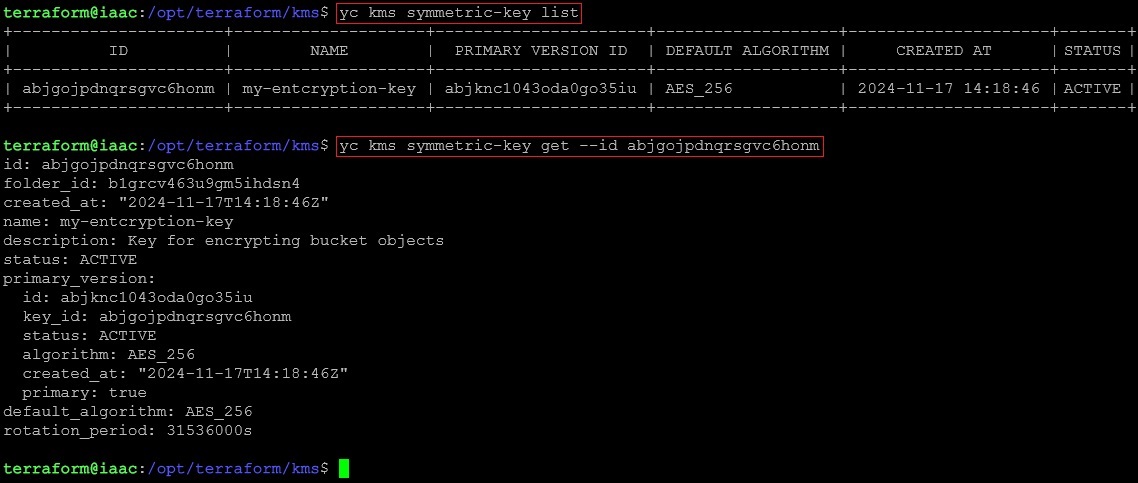 terraform@iaac:/opt/terraform/kms$ yc kms symmetric-key list
+----------------------+--------------------+----------------------+-------------------+---------------------+--------+
|          ID          |        NAME        |  PRIMARY VERSION ID  | DEFAULT ALGORITHM |     CREATED AT      | STATUS |
+----------------------+--------------------+----------------------+-------------------+---------------------+--------+
| abjgojpdnqrsgvc6honm | my-entcryption-key | abjknc1043oda0go35iu | AES_256           | 2024-11-17 14:18:46 | ACTIVE |
+----------------------+--------------------+----------------------+-------------------+---------------------+--------+
terraform@iaac:/opt/terraform/kms$ yc kms symmetric-key get --id abjgojpdnqrsgvc6honm
id: abjgojpdnqrsgvc6honm
folder_id: b1grcv463u9gm5ihdsn4
created_at: "2024-11-17T14:18:46Z"
name: my-entcryption-key
description: Key for encrypting bucket objects
status: ACTIVE
primary_version:
  id: abjknc1043oda0go35iu
  key_id: abjgojpdnqrsgvc6honm
  status: ACTIVE
  algorithm: AES_256
  created_at: "2024-11-17T14:18:46Z"
  primary: true
default_algorithm: AES_256
rotation_period: 31536000s
terraform@iaac:/opt/terraform/kms$